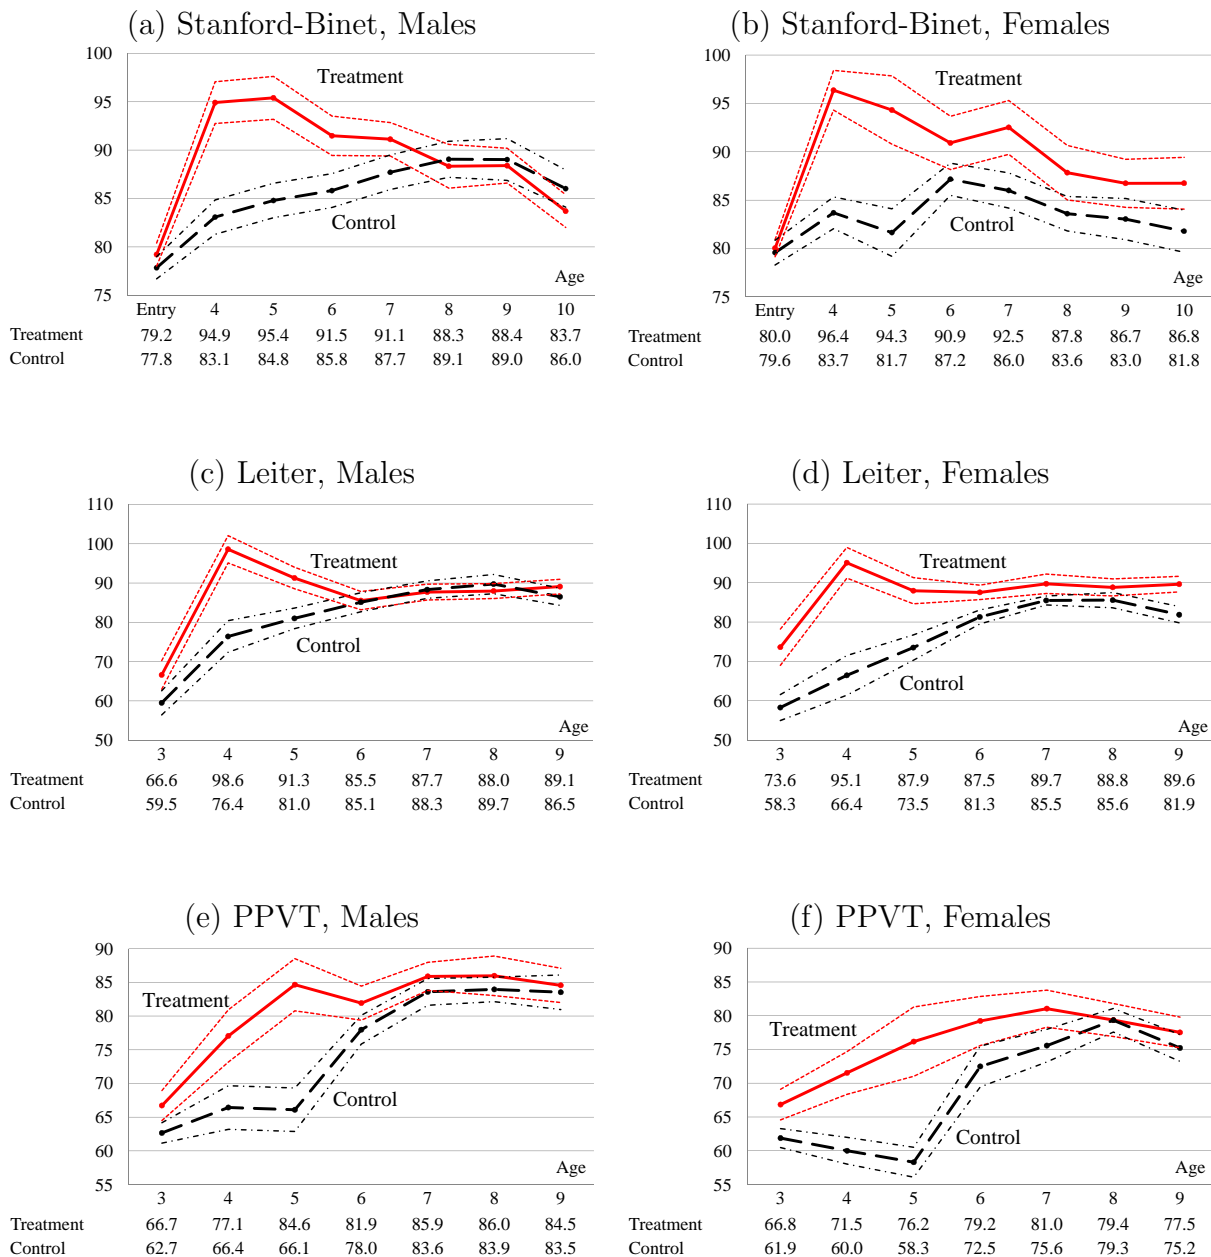 (a) Stanford-Binet, Males
100
95
90
85
80
75
Treatment
Control
Age
Entry 4 5 6 7 8 9 10
Treatment 79.2 94.9 95.4 91.5 91.1 88.3 88.4 83.7
Control 77.8 83.1 84.8 85.8 87.7 89.1 89.0 86.0
(b) Stanford-Binet, Females
100
95
90
85
80
75
Treatment
Control
Age
Entry 4 5 6 7 8 9 10
Treatment 80.0 96.4 94.3 90.9 92.5 87.8 86.7 86.8
Control 79.6 83.7 81.7 87.2 86.0 83.6 83.0 81.8
(c) Leiter, Males
110
100
90
80
70
60
50
Treatment
Control
Age
3 4 5 6 7 8 9
Treatment 66.6 98.6 91.3 85.5 87.7 88.0 89.1
Control 59.5 76.4 81.0 85.1 88.3 89.7 86.5
(d) Leiter, Females
110
100
90
80
70
60
50
Treatment
Control
Age
3 4 5 6 7 8 9
Treatment 73.6 95.1 87.9 87.5 89.7 88.8 89.6
Control 58.3 66.4 73.5 81.3 85.5 85.6 81.9
(e) PPVT, Males
90
85
80
75
70
65
60
55
Treatment
Control
Age
3 4 5 6 7 8 9
Treatment 66.7 77.1 84.6 81.9 85.9 86.0 84.5
Control 62.7 66.4 66.1 78.0 83.6 83.9 83.5
(f) PPVT, Females
90
85
80
75
70
65
60
55
Treatment
Control
Age
3 4 5 6 7 8 9
Treatment 66.8 71.5 76.2 79.2 81.0 79.4 77.5
Control 61.9 60.0 58.3 72.5 75.6 79.3 75.2